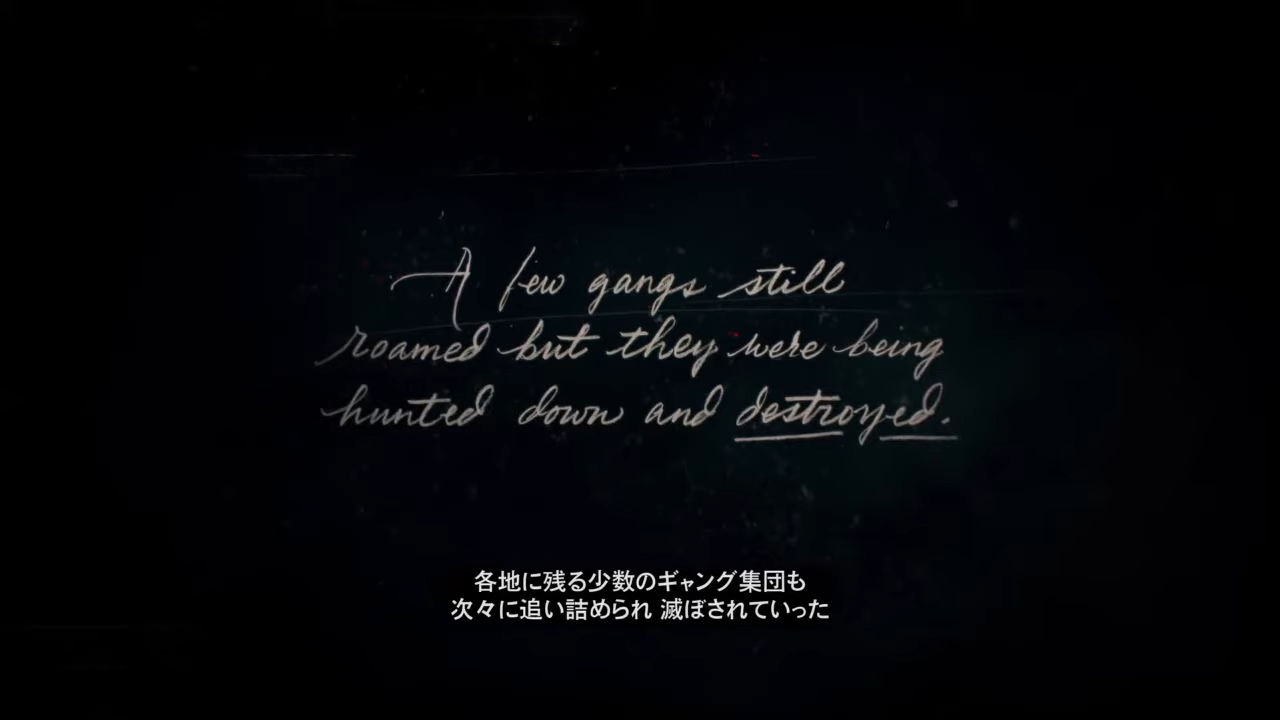 A few gangs still
roamed but they were being
hunted down and destroyed.
各地に残る少数のギャング集団も
次々に追い詰められ 滅ぼされていった